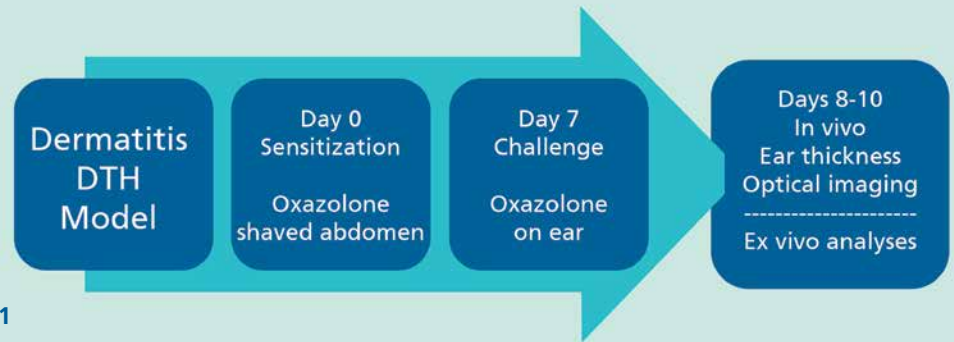 Dermatitis
DTH
Model
Day 0
Sensitization
Oxazolone
shaved abdomen
Day 7
Challenge
Oxazolone
on ear
Days 8-10
In vivo
Ear thickness
Optical imaging
----------------------
Ex vivo analyses
1